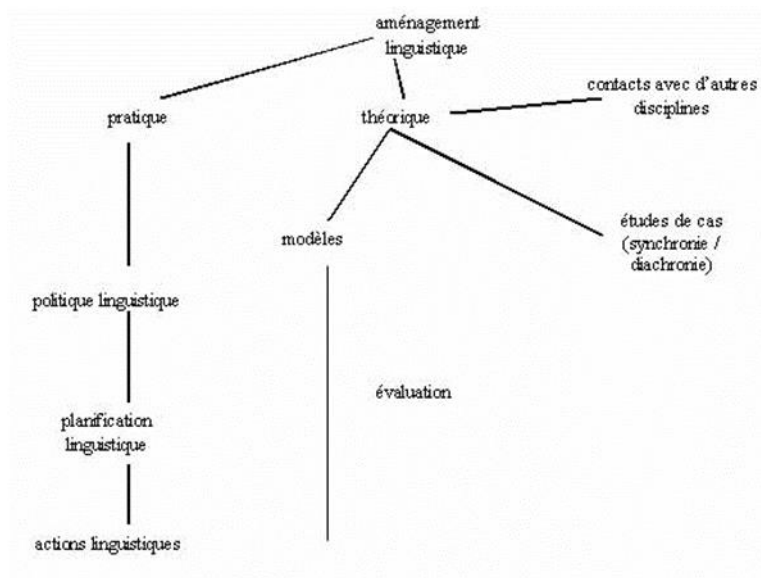 aménagement
linguistique
contacts avec d'autres
disciplines
pratique
théorique
études de cas
(synchronie /
diachronie)
modèles
politique linguistique
évaluation
planification
linguistique
actions linguistiques